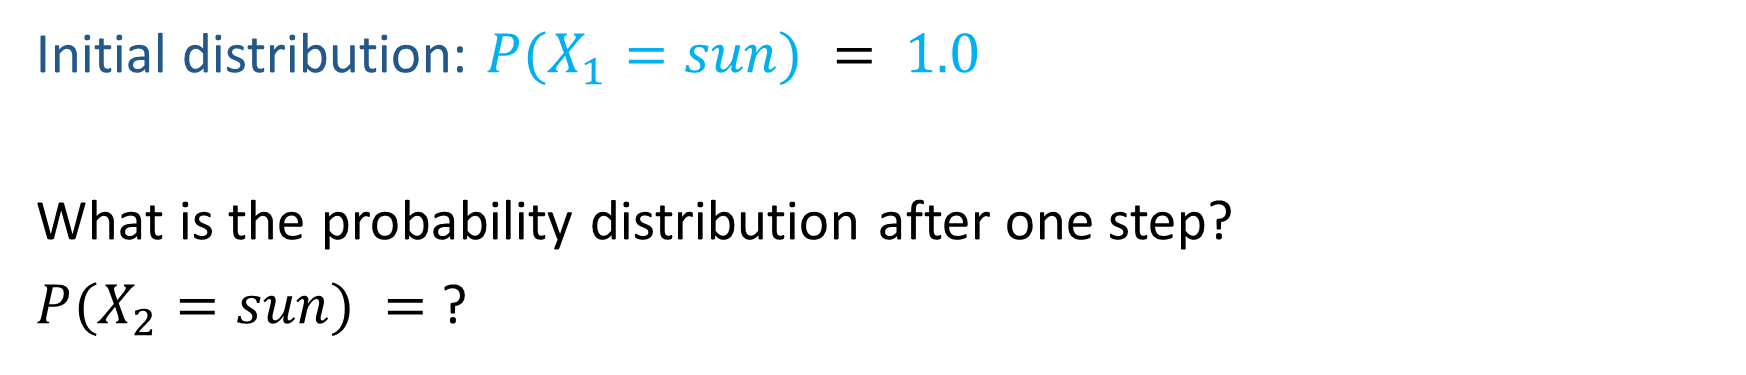 Initial distribution: P(X₁ = sun) = 1.0
What is the probability distribution after one step?
P(X₂ = sun) = ?